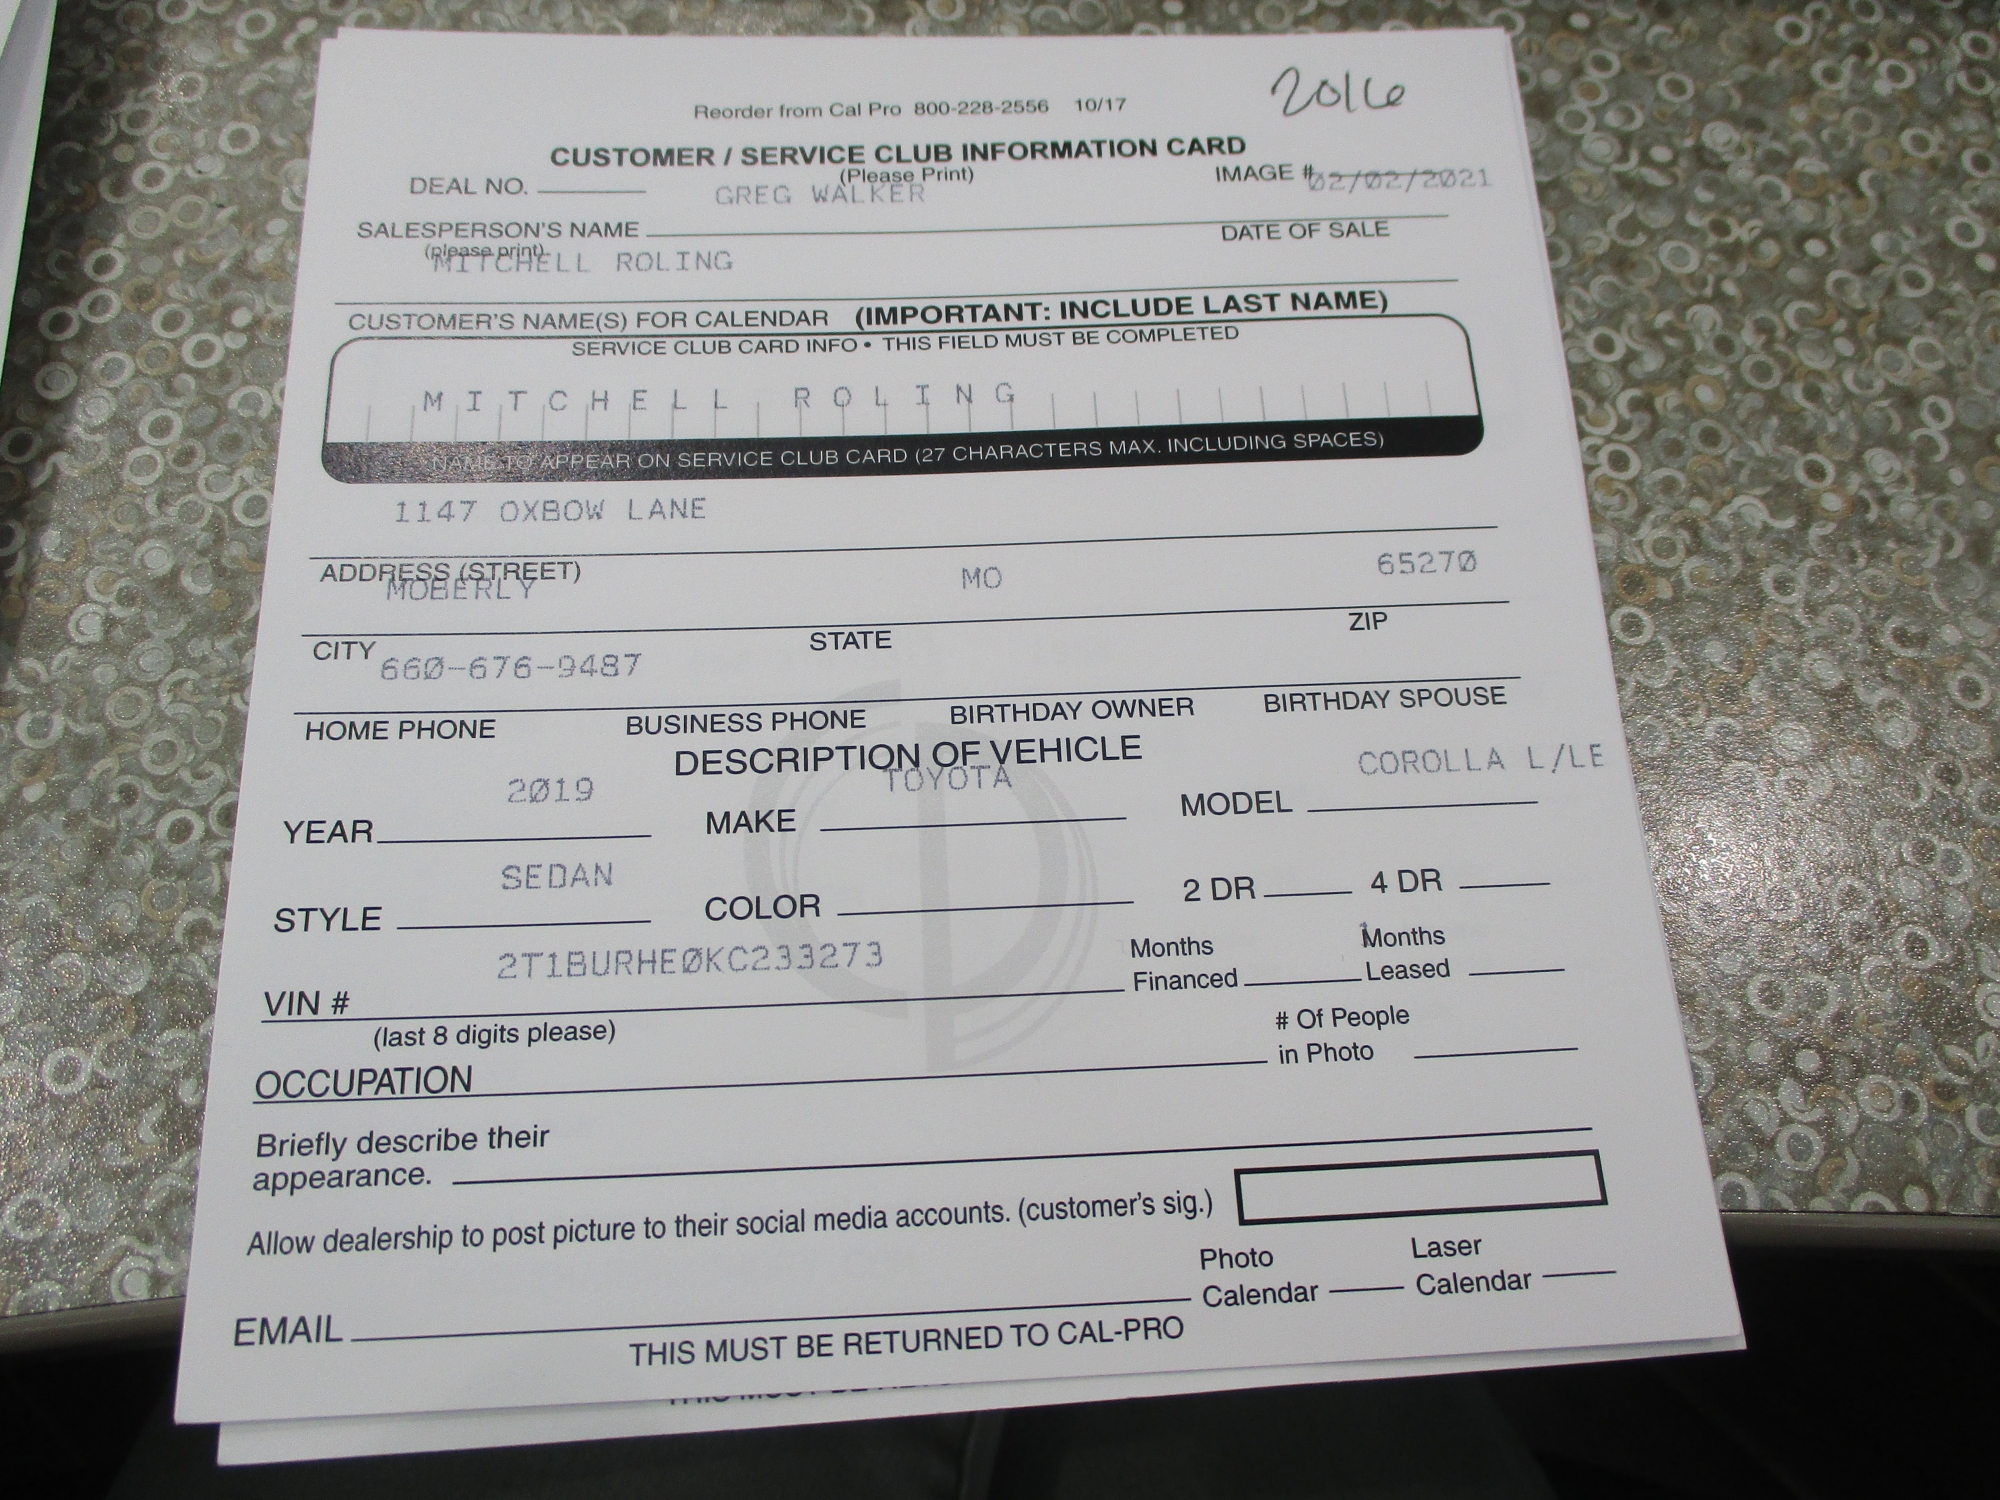 2016
Reorder from Cal Pro 800-228-2556 10/17
CUSTOMER / SERVICE CLUB INFORMATION CARD
(Please Print)
DEAL NO. GREG WALKER IMAGE # 02/02/2021
SALESPERSON'S NAME DATE OF SALE
(please print)
MITCHELL ROLING
CUSTOMER'S NAME(S) FOR CALENDAR (IMPORTANT: INCLUDE LAST NAME)
SERVICE CLUB CARD INFO • THIS FIELD MUST BE COMPLETED
MITCHELL ROLING
NAME TO APPEAR ON SERVICE CLUB CARD (27 CHARACTERS MAX. INCLUDING SPACES)
1147 OXBOW LANE
ADDRESS (STREET)
MOBERLY MO 65270
CITY STATE ZIP
660-676-9487
HOME PHONE BUSINESS PHONE BIRTHDAY OWNER BIRTHDAY SPOUSE
DESCRIPTION OF VEHICLE
2019 TOYOTA COROLLA L/LE
YEAR MAKE MODEL
SEDAN
STYLE COLOR 2 DR 4 DR
2T1BURHE0KC233273
VIN # Months Financed Months Leased
(last 8 digits please)
OCCUPATION # Of People in Photo
Briefly describe their
appearance.
Allow dealership to post picture to their social media accounts. (customer's sig.)
EMAIL Photo Calendar Laser Calendar
THIS MUST BE RETURNED TO CAL-PRO